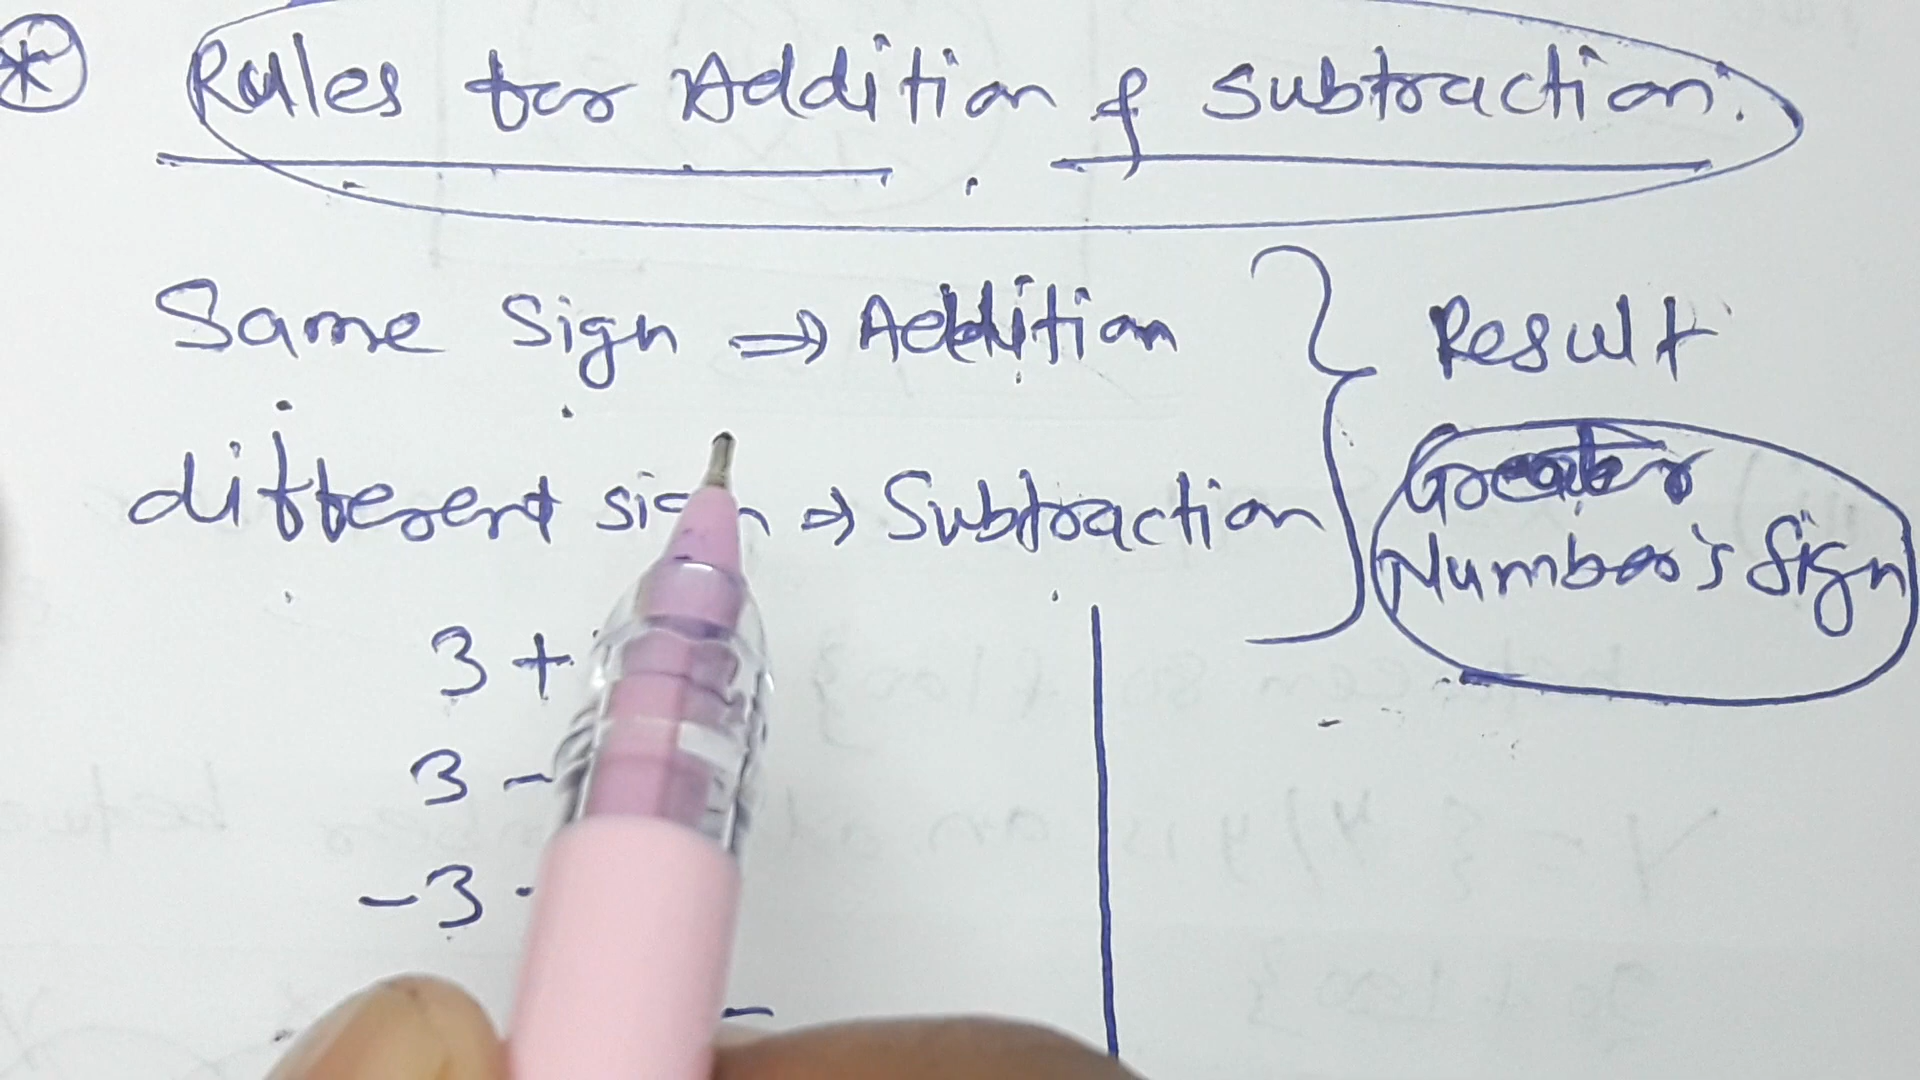 Rules for Addition & Subtraction.
Same Sign ⇒ Addition
different sign ⇒ Subtraction
Result
Greater
Number's Sign
3 +
3 -
-3 -
-